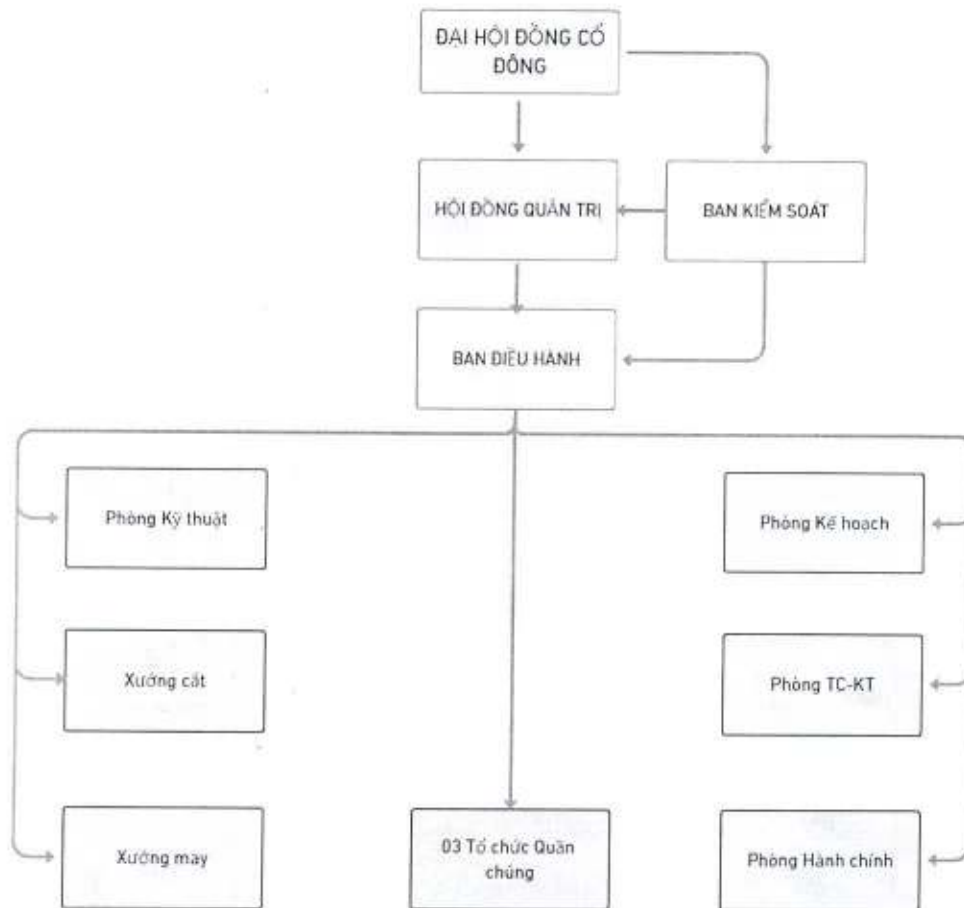 ĐẠI HỘI ĐỒNG CỔ
ĐÔNG
HỘI ĐỒNG QUẢN TRỊ
BAN KIỂM SOÁT
BAN ĐIỀU HÀNH
Phòng Kỹ thuật
Phòng Kế hoạch
Xưởng cắt
Phòng TC-KT
Xưởng may
03 Tổ chức Quần
chúng
Phòng Hành chính